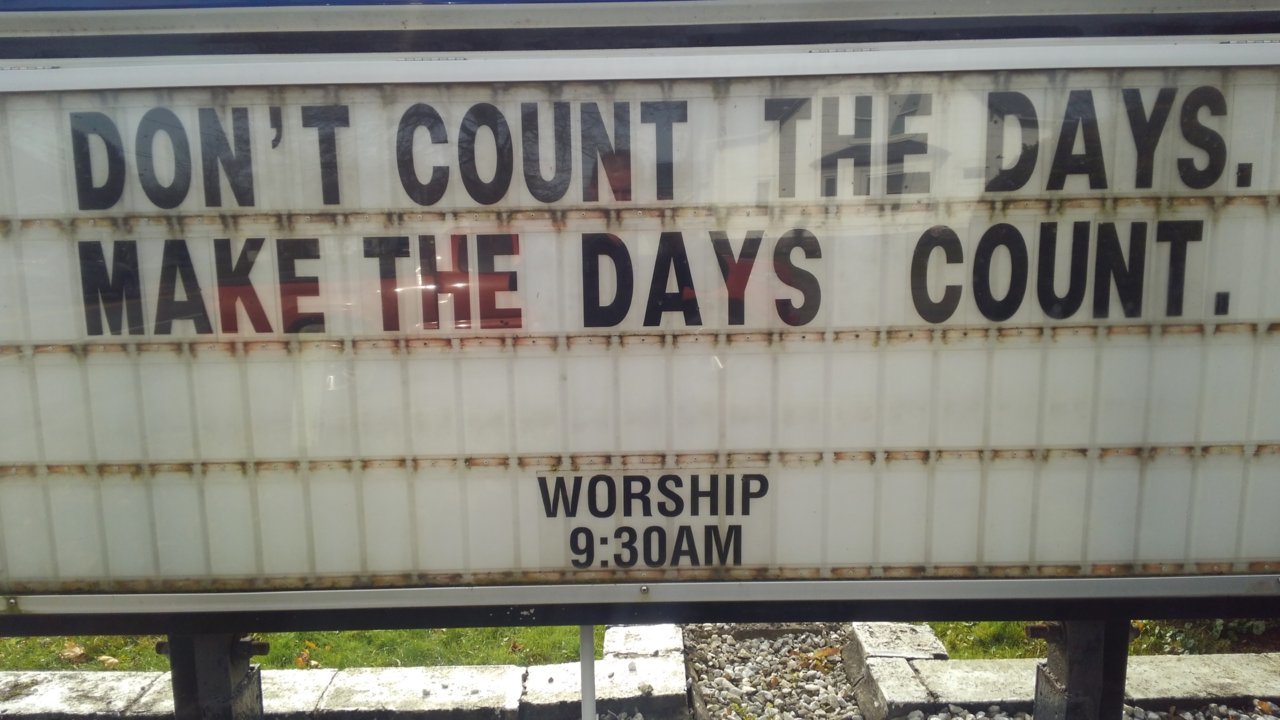 DON'T COUNT THE DAYS.
MAKE THE DAYS COUNT.
WORSHIP
9:30AM